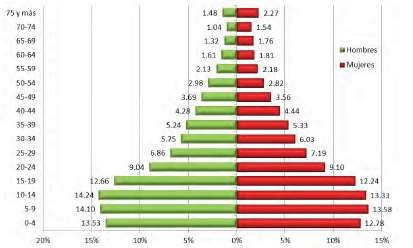 75 y más 1.48 2.27
70-74 1.04 1.54
65-69 1.32 1.76
60-64 1.61 1.81
55-59 2.13 2.18
50-54 2.98 2.82
45-49 3.69 3.56
40-44 4.28 4.44
35-39 5.24 5.33
30-34 5.75 6.03
25-29 6.86 7.19
20-24 9.04 9.10
15-19 12.66 12.24
10-14 14.24 13.33
5-9 14.10 13.58
0-4 13.53 12.78
20% 15% 10% 5% 0% 5% 10% 15%
Hombres
Mujeres